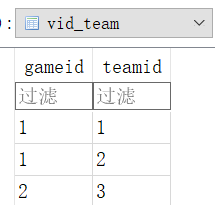 : vid_team
gameid teamid
过滤 过滤
1 1
1 2
2 3